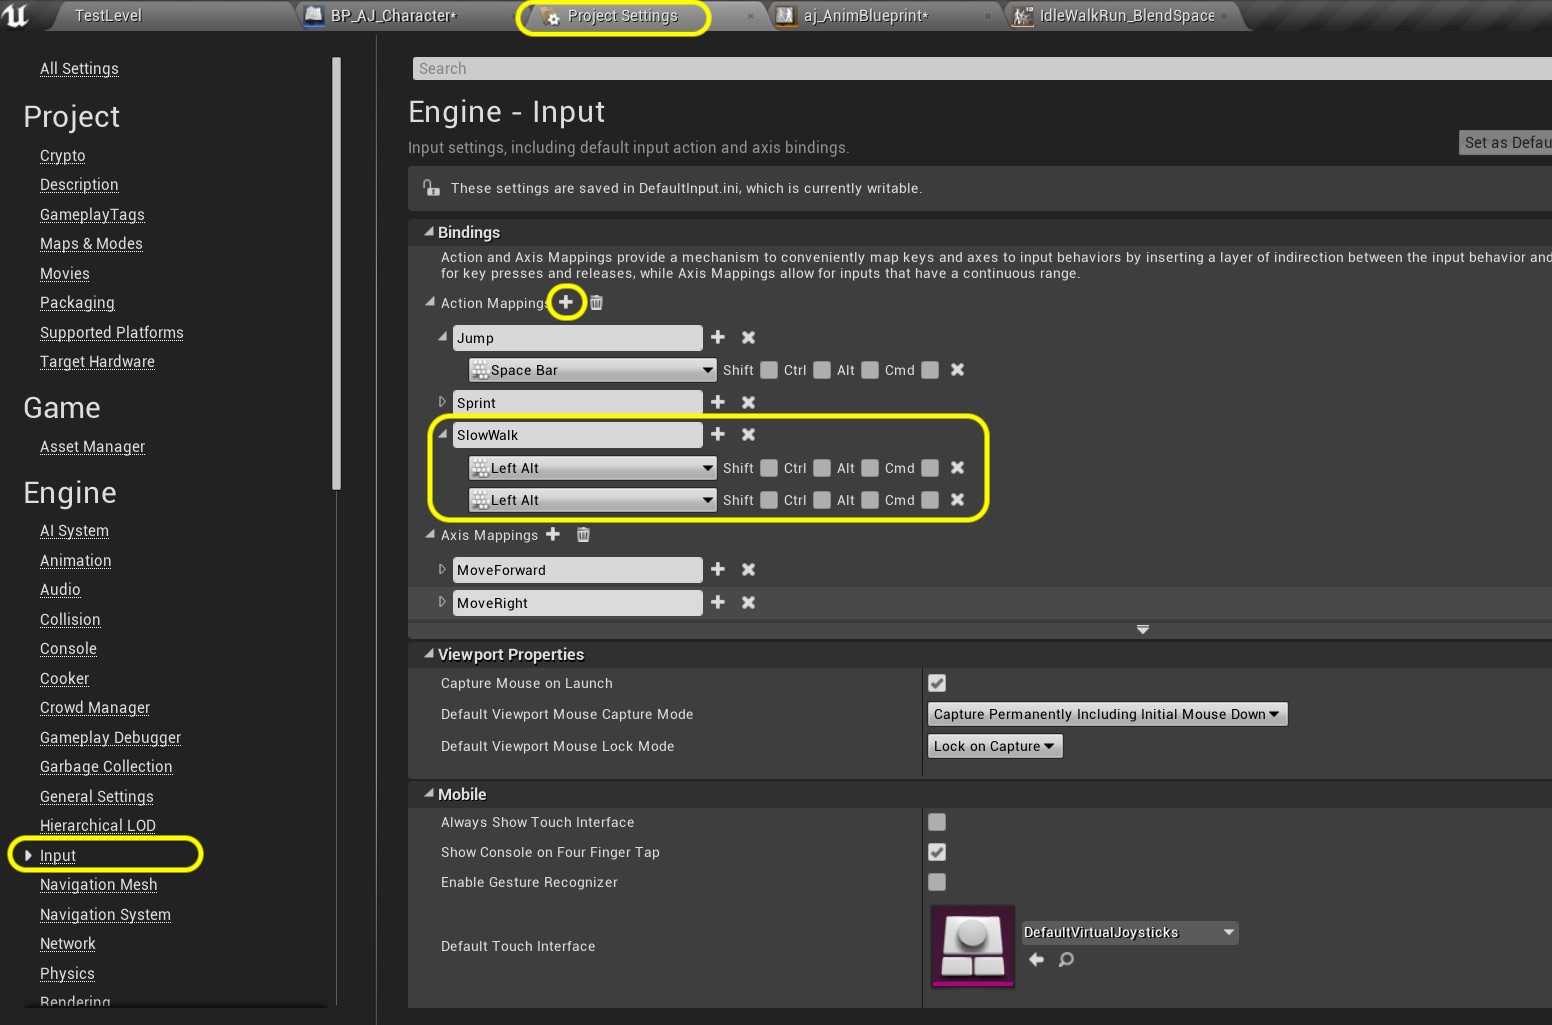 TestLevel
BP_AJ_Character*
Project Settings
aj_AnimBlueprint*
IdleWalkRun_BlendSpace
All Settings
Project
Crypto
Description
GameplayTags
Maps & Modes
Movies
Packaging
Supported Platforms
Target Hardware
Game
Asset Manager
Engine
AI System
Animation
Audio
Collision
Console
Cooker
Crowd Manager
Gameplay Debugger
Garbage Collection
General Settings
Hierarchical LOD
Input
Navigation Mesh
Navigation System
Network
Physics
Rendering
Search
Engine - Input
Input settings, including default input action and axis bindings.
Set as Defau
These settings are saved in DefaultInput.ini, which is currently writable.
Bindings
Action and Axis Mappings provide a mechanism to conveniently map keys and axes to input behaviors by inserting a layer of indirection between the input behavior and
for key presses and releases, while Axis Mappings allow for inputs that have a continuous range.
Action Mappings
Jump
Space Bar Shift Ctrl Alt Cmd
Sprint
SlowWalk
Left Alt Shift Ctrl Alt Cmd
Left Alt Shift Ctrl Alt Cmd
Axis Mappings
MoveForward
MoveRight
Viewport Properties
Capture Mouse on Launch
Default Viewport Mouse Capture Mode Capture Permanently Including Initial Mouse Down
Default Viewport Mouse Lock Mode Lock on Capture
Mobile
Always Show Touch Interface
Show Console on Four Finger Tap
Enable Gesture Recognizer
Default Touch Interface DefaultVirtualJoysticks